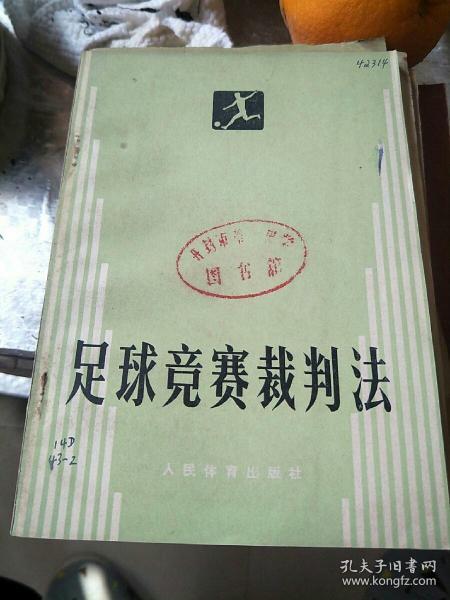 42314
图书馆
足球竞赛裁判法
14D
43-2
人民体育出版社
孔夫子旧书网
www.kongfz.com